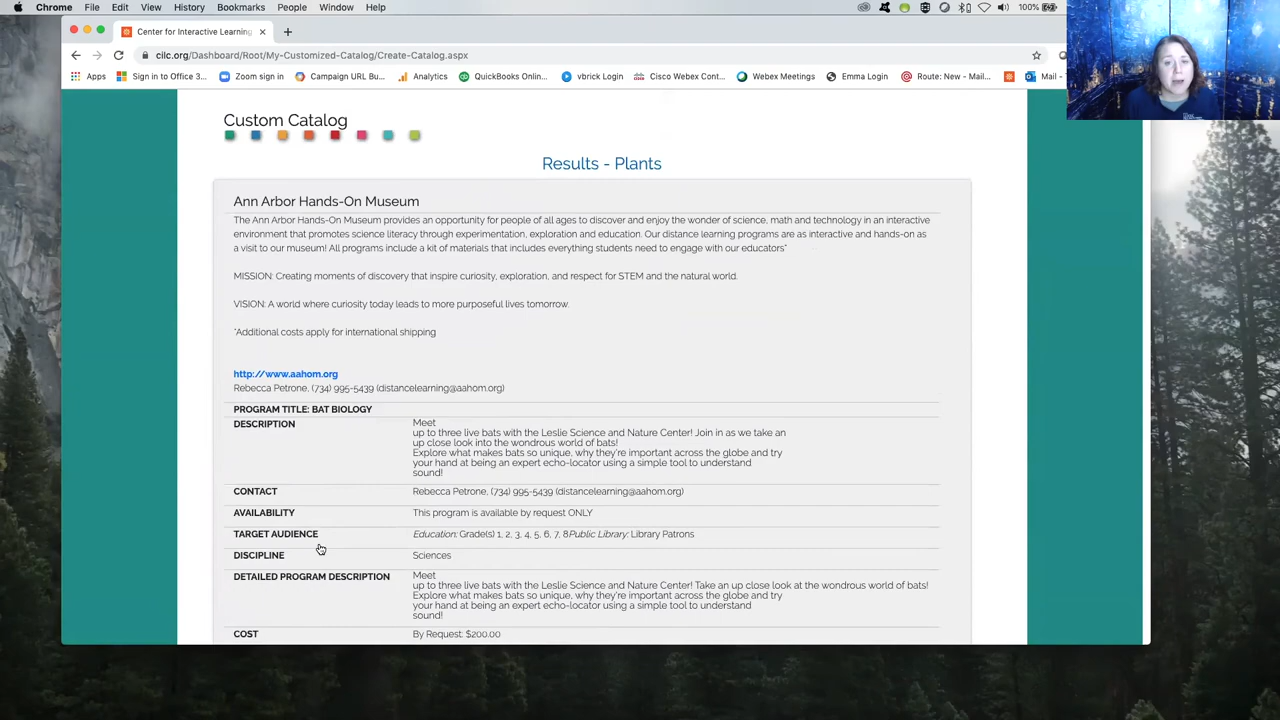 Chrome File Edit View History Bookmarks People Window Help 100%
Center for Interactive Learning
cilc.org/Dashboard/Root/My-Customized-Catalog/Create-Catalog.aspx
Apps Sign in to Office 3... Zoom sign in Campaign URL Bu... Analytics QuickBooks Onlin... vbrick Login Cisco Webex Cont... Webex Meetings Emma Login Route: New - Mail... Mail -
Custom Catalog
Results - Plants
Ann Arbor Hands-On Museum
The Ann Arbor Hands-On Museum provides an opportunity for people of all ages to discover and enjoy the wonder of science, math and technology in an interactive
environment that promotes science literacy through experimentation, exploration and education. Our distance learning programs are as interactive and hands-on as
a visit to our museum! All programs include a kit of materials that includes everything students need to engage with our educators*
MISSION: Creating moments of discovery that inspire curiosity, exploration, and respect for STEM and the natural world.
VISION: A world where curiosity today leads to more purposeful lives tomorrow.
*Additional costs apply for international shipping
http://www.aahom.org
Rebecca Petrone, (734) 995-5439 (distancelearning@aahom.org)
PROGRAM TITLE: BAT BIOLOGY
DESCRIPTION Meet
up to three live bats with the Leslie Science and Nature Center! Join in as we take an
up close look into the wondrous world of bats!
Explore what makes bats so unique, why they're important across the globe and try
your hand at being an expert echo-locator using a simple tool to understand
sound!
CONTACT Rebecca Petrone, (734) 995-5439 (distancelearning@aahom.org)
AVAILABILITY This program is available by request ONLY
TARGET AUDIENCE Education: Grade(s) 1, 2, 3, 4, 5, 6, 7, 8Public Library: Library Patrons
DISCIPLINE Sciences
DETAILED PROGRAM DESCRIPTION Meet
up to three live bats with the Leslie Science and Nature Center! Take an up close look at the wondrous world of bats!
Explore what makes bats so unique, why they're important across the globe and try
your hand at being an expert echo-locator using a simple tool to understand
sound!
COST By Request: $200.00